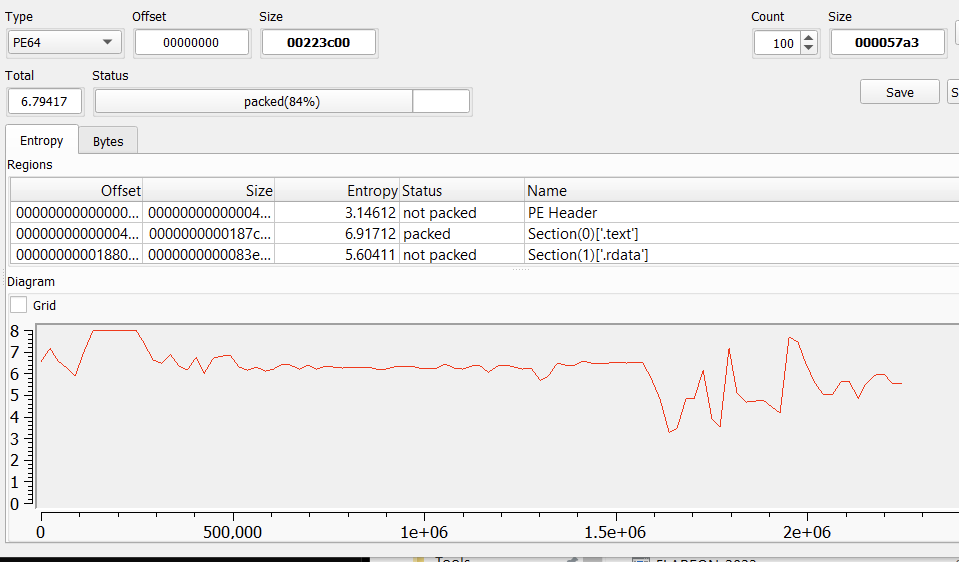 Type Offset Size Count Size
PE64 00000000 00223c00 100 000057a3
Total Status
6.79417 packed(84%) Save S
Entropy Bytes
Regions
Offset Size Entropy Status Name
00000000000000... 00000000000004... 3.14612 not packed PE Header
00000000000004... 0000000000187c... 6.91712 packed Section(0)['.text']
00000000001880... 0000000000083e... 5.60411 not packed Section(1)['.rdata']
Diagram
Grid
8
7
6
5
4
3
2
1
0
0 500,000 1e+06 1.5e+06 2e+06
Tools